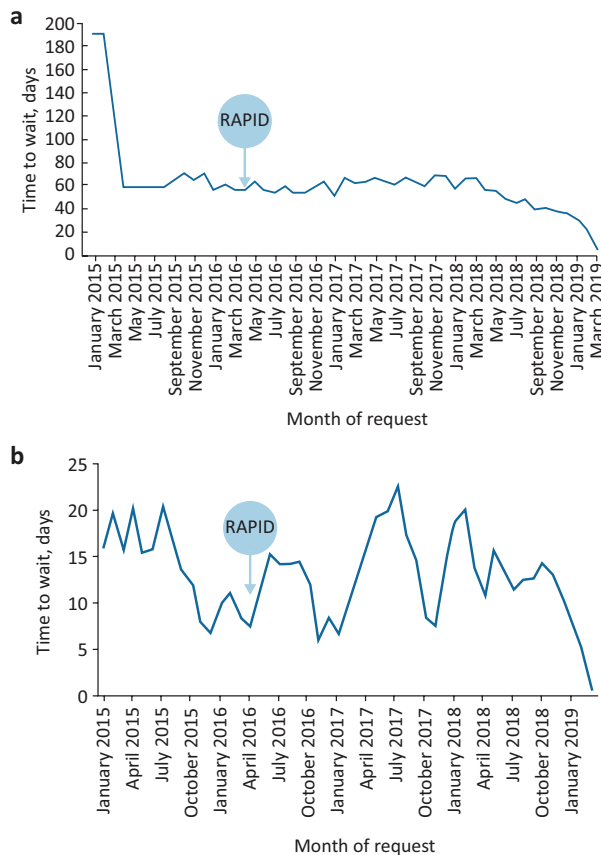 a
200
180
160
140
120
100
80
60
40
20
0
Time to wait, days
RAPID
January 2015
March 2015
May 2015
July 2015
September 2015
November 2015
January 2016
March 2016
May 2016
July 2016
September 2016
November 2016
January 2017
March 2017
May 2017
July 2017
September 2017
November 2017
January 2018
March 2018
May 2018
July 2018
September 2018
November 2018
January 2019
March 2019
Month of request
b
25
20
15
10
5
0
Time to wait, days
RAPID
January 2015
April 2015
July 2015
October 2015
January 2016
April 2016
July 2016
October 2016
January 2017
April 2017
July 2017
October 2017
January 2018
April 2018
July 2018
October 2018
January 2019
Month of request